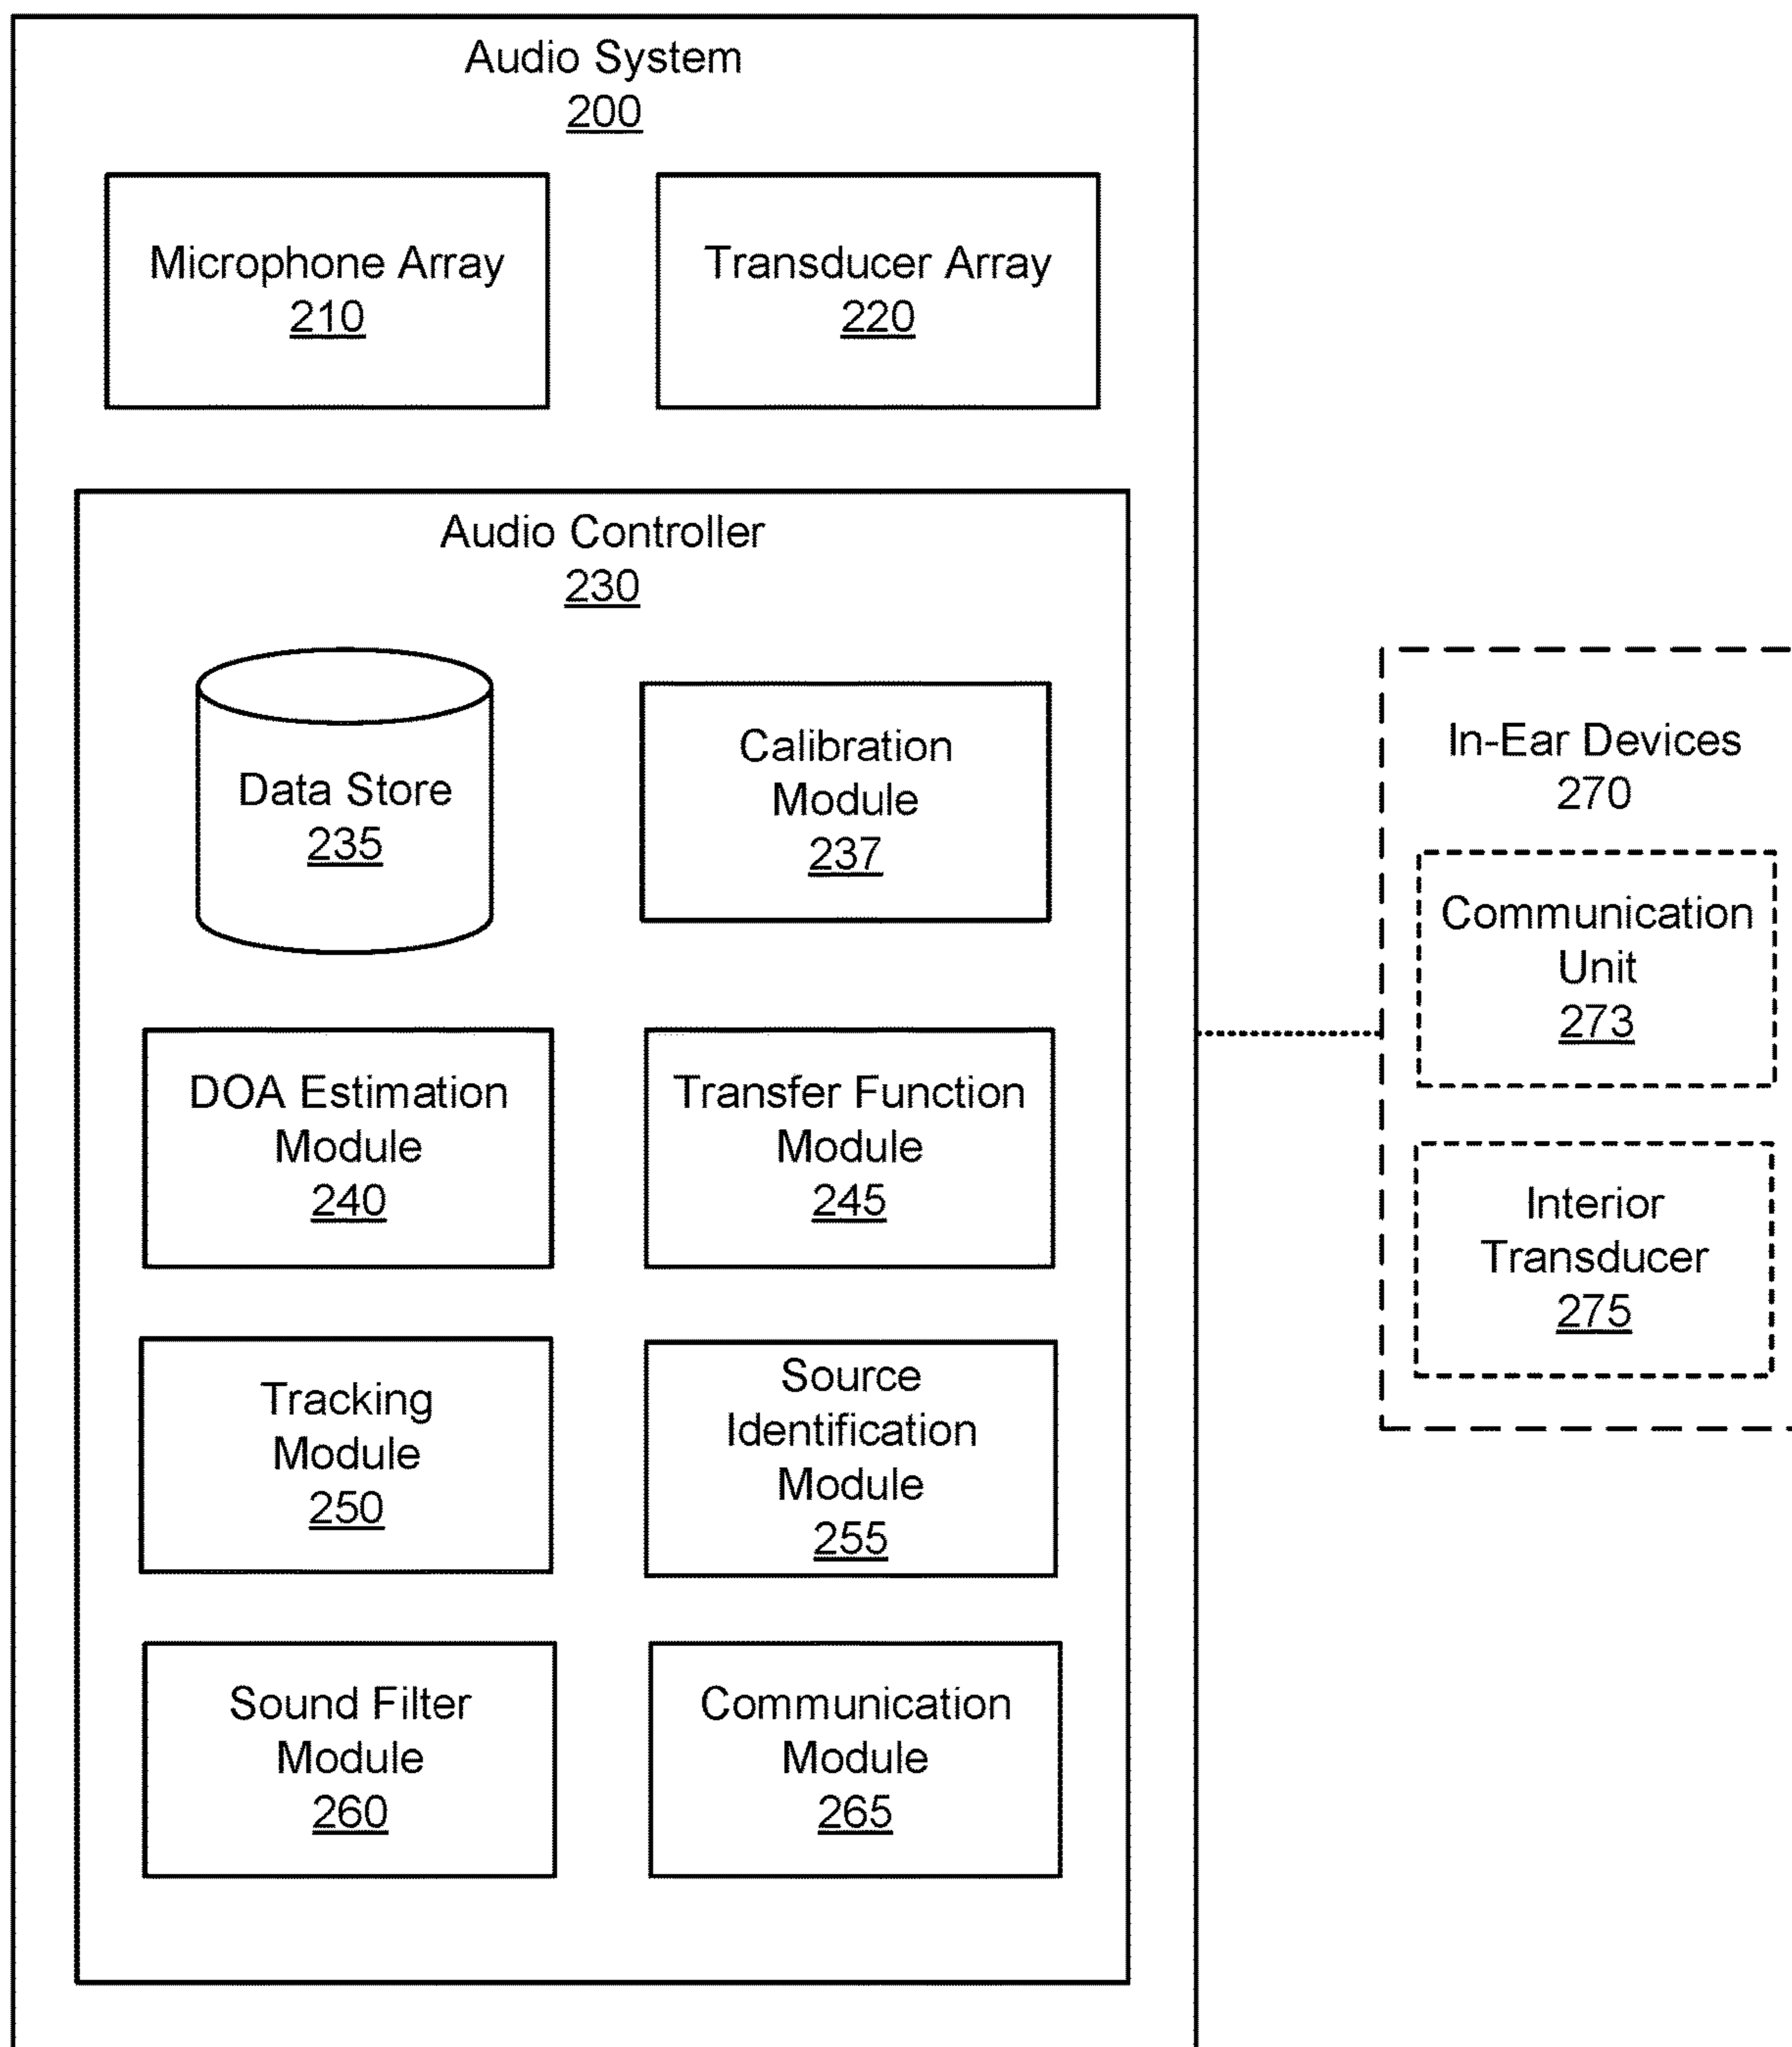 Audio System
200
Microphone Array
210
Transducer Array
220
Audio Controller
230
Data Store
235
Calibration
Module
237
DOA Estimation
Module
240
Transfer Function
Module
245
Tracking
Module
250
Source
Identification
Module
255
Sound Filter
Module
260
Communication
Module
265
In-Ear Devices
270
Communication
Unit
273
Interior
Transducer
275